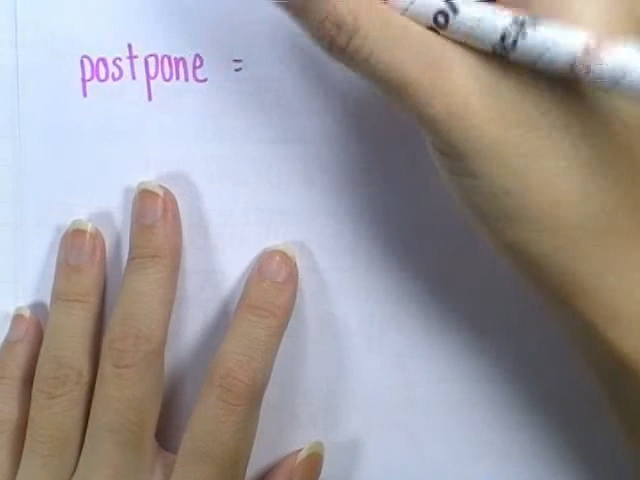 postpone =